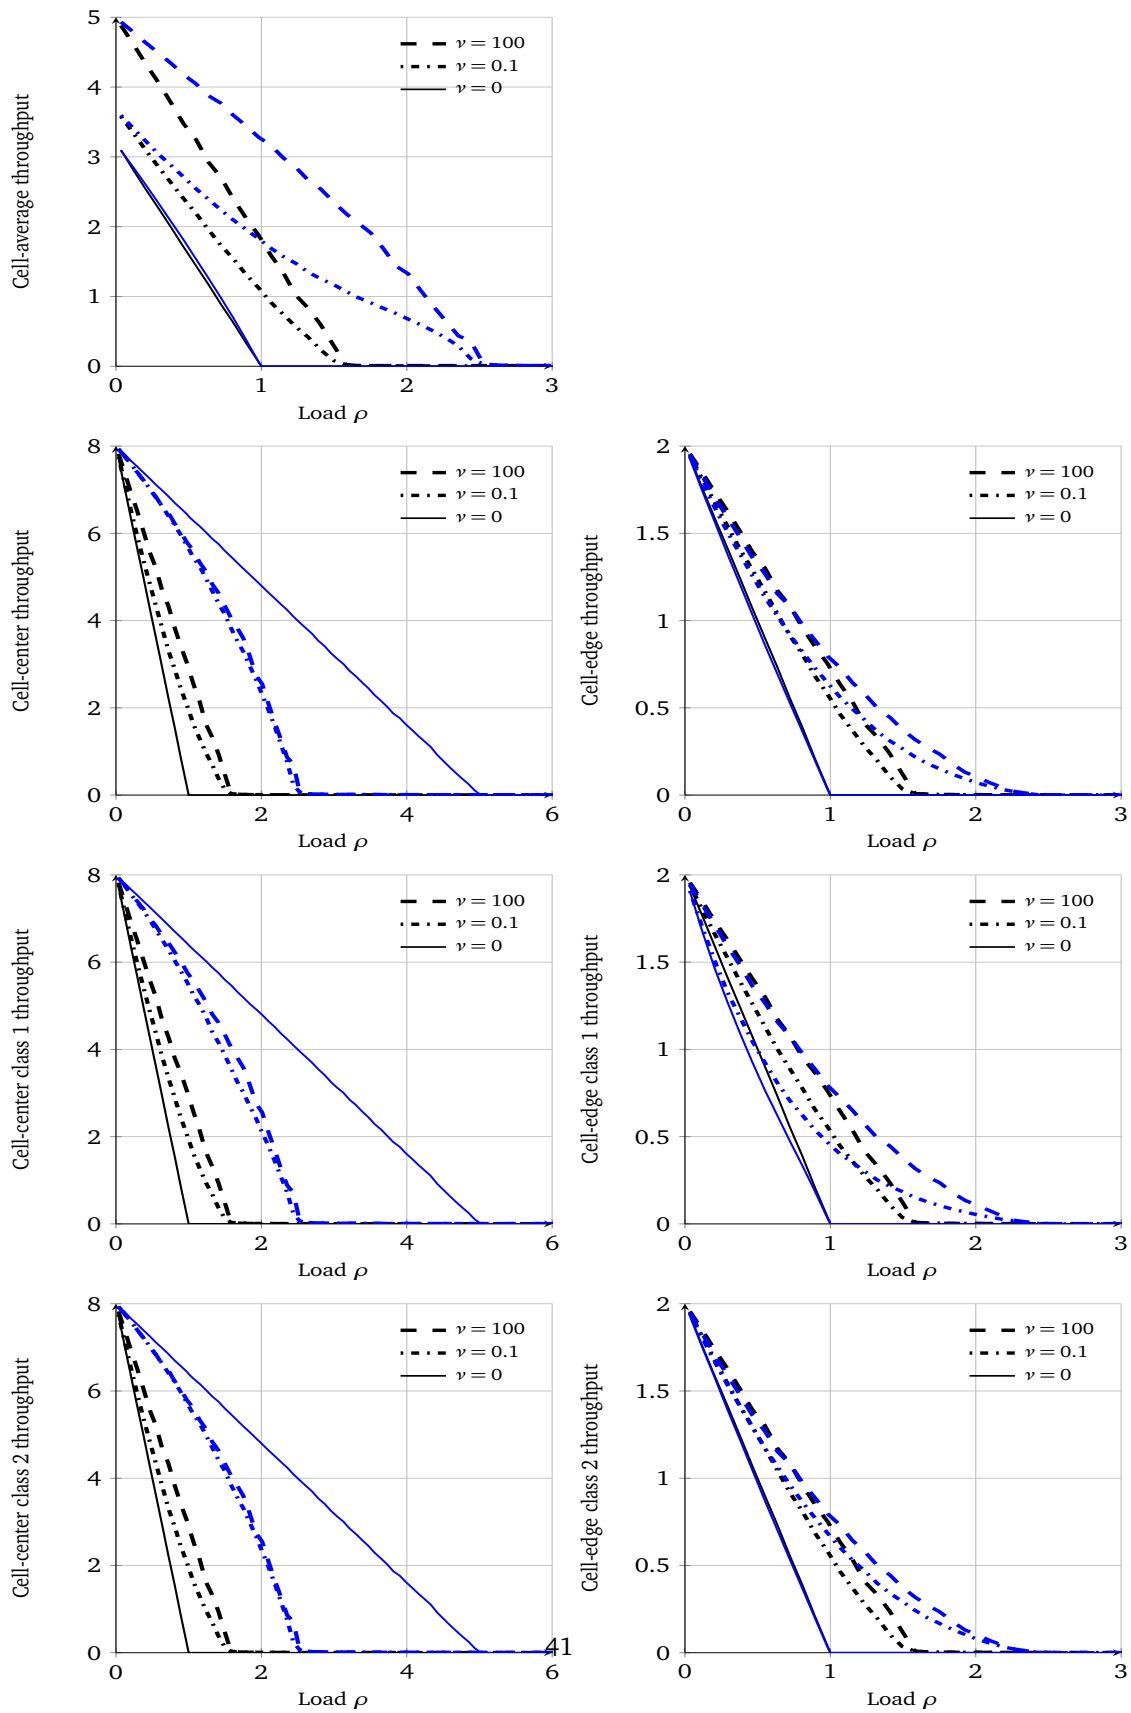 Cell-average throughput
5
4
3
2
1
0
0 1 2 3
Load ρ
ν = 100
ν = 0.1
ν = 0
Cell-center throughput
8
6
4
2
0
0 2 4 6
Load ρ
ν = 100
ν = 0.1
ν = 0
Cell-edge throughput
2
1.5
1
0.5
0
0 1 2 3
Load ρ
ν = 100
ν = 0.1
ν = 0
Cell-center class 1 throughput
8
6
4
2
0
0 2 4 6
Load ρ
ν = 100
ν = 0.1
ν = 0
Cell-edge class 1 throughput
2
1.5
1
0.5
0
0 1 2 3
Load ρ
ν = 100
ν = 0.1
ν = 0
Cell-center class 2 throughput
8
6
4
2
0
0 2 4 6
Load ρ
ν = 100
ν = 0.1
ν = 0
Cell-edge class 2 throughput
2
1.5
1
0.5
0
0 1 2 3
Load ρ
ν = 100
ν = 0.1
ν = 0
41